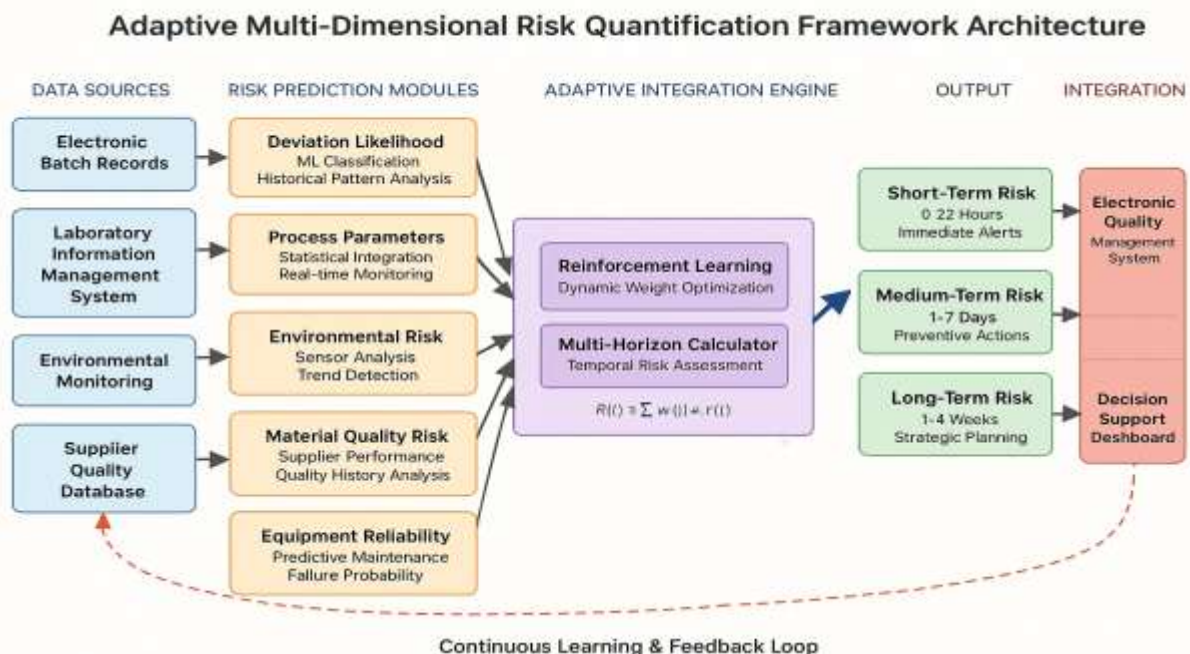 Adaptive Multi-Dimensional Risk Quantification Framework Architecture
DATA SOURCES
Electronic
Batch Records
Laboratory
Information
Management
System
Environmental
Monitoring
Supplier
Quality
Database
RISK PREDICTION MODULES
Deviation Likelihood
ML Classification
Historical Pattern Analysis
Process Parameters
Statistical Integration
Real-time Monitoring
Environmental Risk
Sensor Analysis
Trend Detection
Material Quality Risk
Supplier Performance
Quality History Analysis
Equipment Reliability
Predictive Maintenance
Failure Probability
ADAPTIVE INTEGRATION ENGINE
Reinforcement Learning
Dynamic Weight Optimization
Multi-Horizon Calculator
Temporal Risk Assessment
OUTPUT
Short-Term Risk
0 22 Hours
Immediate Alerts
Medium-Term Risk
1-7 Days
Preventive Actions
Long-Term Risk
1-4 Weeks
Strategic Planning
INTEGRATION
Electronic
Quality
Management
System
Decision
Support
Deshboard
Continuous Learning & Feedback Loop